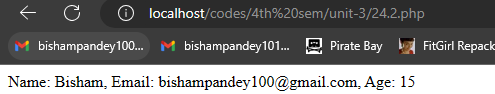 localhost/codes/4th%20sem/unit-3/24.2.php
bishampandey100... bishampandey101... Pirate Bay FitGirl Repack
Name: Bisham, Email: bishampandey100@gmail.com, Age: 15